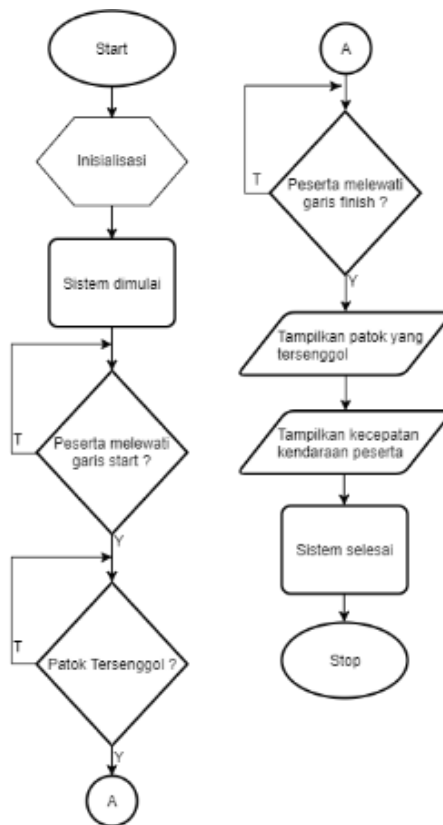 Start
Inisialisasi
Sistem dimulai
Peserta melewati
garis start ?
T
Y
Patok Tersenggol ?
T
Y
A
A
Peserta melewati
garis finish ?
T
Y
Tampilkan patok yang
tersenggol
Tampilkan kecepatan
kendaraan peserta
Sistem selesai
Stop